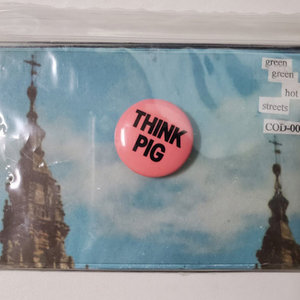 THINK
PIG
green
green
hot
streets
COD-00